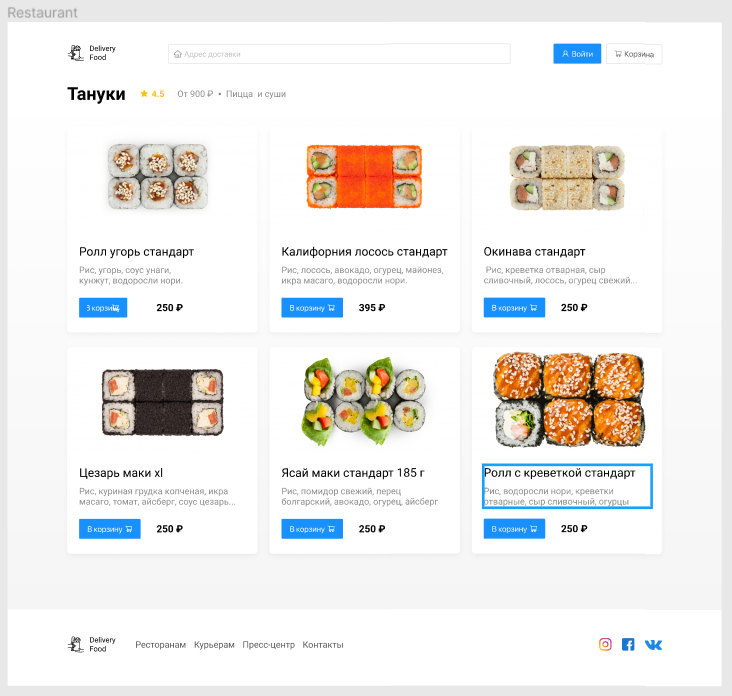 Restaurant
Delivery
Food
Адрес доставки
Войти
Корзина
Тануки
4.5
От 900 ₽ • Пицца и суши
Ролл угорь стандарт
Рис, угорь, соус унаги,
кунжут, водоросли нори.
В корзину
250 ₽
Калифорния лосось стандарт
Рис, лосось, авокадо, огурец, майонез,
икра масаго, водоросли нори.
В корзину
395 ₽
Окинава стандарт
Рис, креветка отварная, сыр
сливочный, лосось, огурец свежий...
В корзину
250 ₽
Цезарь маки xl
Рис, куриная грудка копченая, икра
масаго, томат, айсберг, соус цезарь...
В корзину
250 ₽
Ясай маки стандарт 185 г
Рис, помидор свежий, перец
болгарский, авокадо, огурец, айсберг
В корзину
250 ₽
Ролл с креветкой стандарт
Рис, водоросли нори, креветки
отварные, сыр сливочный, огурцы
В корзину
250 ₽
Delivery
Food
Ресторанам
Курьерам
Пресс-центр
Контакты